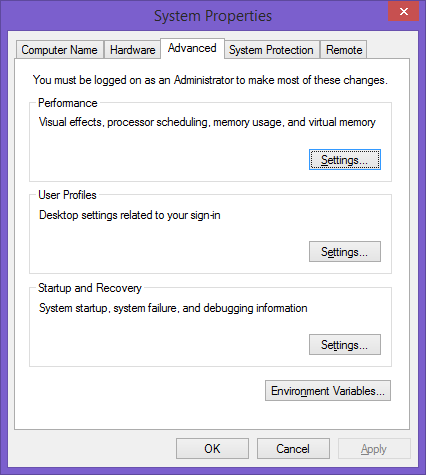 System Properties
Computer Name Hardware Advanced System Protection Remote
You must be logged on as an Administrator to make most of these changes.
Performance
Visual effects, processor scheduling, memory usage, and virtual memory
Settings...
User Profiles
Desktop settings related to your sign-in
Settings...
Startup and Recovery
System startup, system failure, and debugging information
Settings...
Environment Variables...
OK Cancel Apply